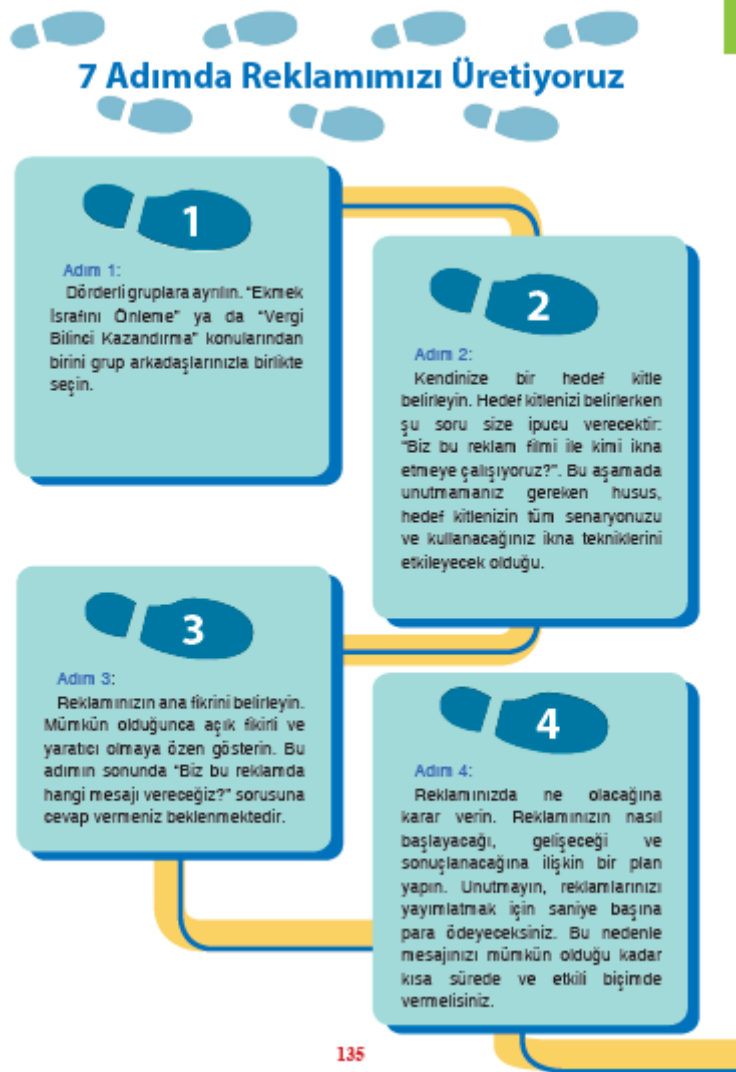 7 Adımda Reklamımızı Üretiyoruz
1
Adım 1:
Dörderli gruplara ayrılın. “Ekmek
İsrafını Önleme” ya da “Vergi
Bilinci Kazandırma” konularından
birini grup arkadaşlarınızla birlikte
seçin.
2
Adım 2:
Kendinize bir hedef kitle
belirleyin. Hedef kitlenizi belirlerken
şu soru size ipucu verecektir:
“Biz bu reklam filmi ile kimi ikna
etmeye çalışıyoruz?”. Bu aşamada
unutmamanız gereken husus,
hedef kitlenizin tüm senaryonuzu
ve kullanacağınız ikna tekniklerini
etkileyecek olduğu.
3
Adım 3:
Reklamınızın ana fikrini belirleyin.
Mümkün olduğunca açık fikirli ve
yaratıcı olmaya özen gösterin. Bu
adımın sonunda “Biz bu reklamda
hangi mesajı vereceğiz?” sorusuna
cevap vermeniz beklenmektedir.
4
Adım 4:
Reklamınızda ne olacağına
karar verin. Reklamınızın nasıl
başlayacağı, gelişeceği ve
sonuçlanacağına ilişkin bir plan
yapın. Unutmayın, reklamlarınızı
yayımlatmak için saniye başına
para ödeyeceksiniz. Bu nedenle
mesajınızı mümkün olduğu kadar
kısa sürede ve etkili biçimde
vermelisiniz.
135